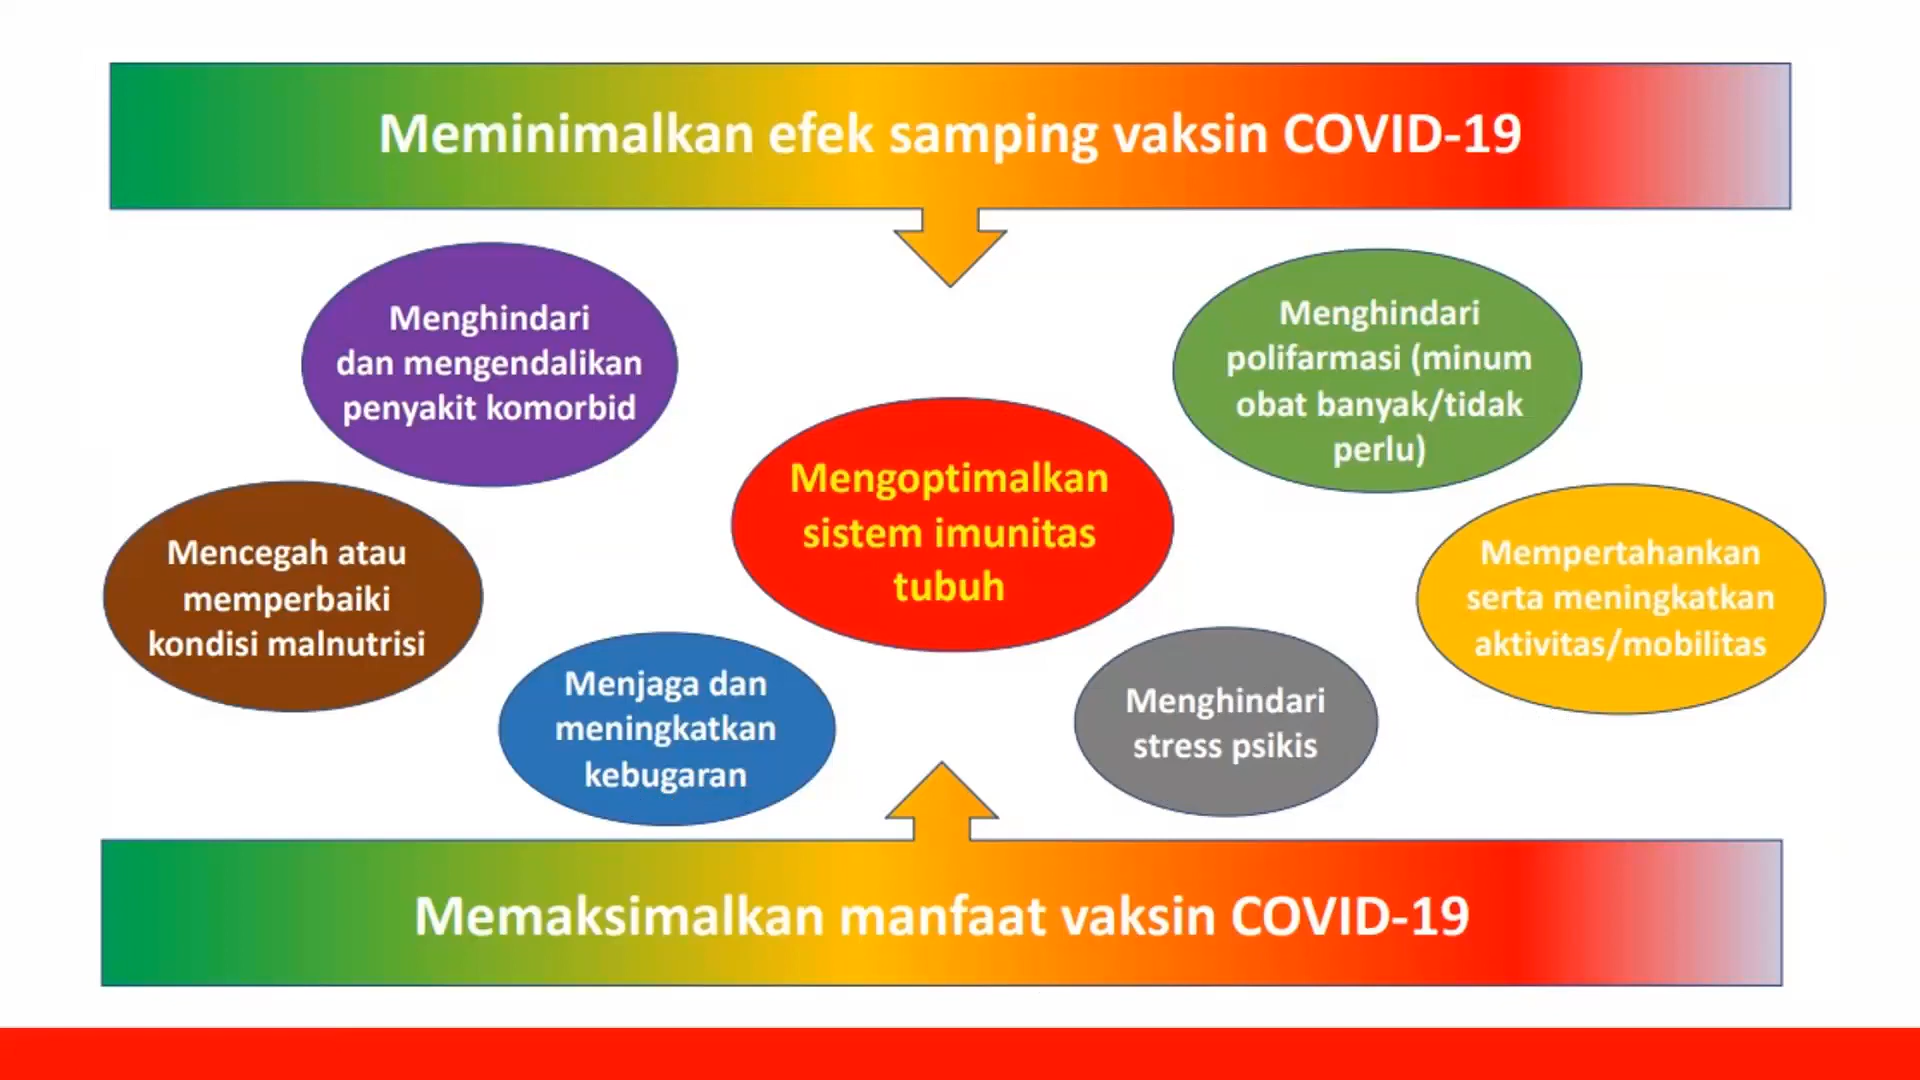 Meminimalkan efek samping vaksin COVID-19
Menghindari
dan mengendalikan
penyakit komorbid
Menghindari
polifarmasi (minum
obat banyak/tidak
perlu)
Mengoptimalkan
sistem imunitas
tubuh
Mencegah atau
memperbaiki
kondisi malnutrisi
Mempertahankan
serta meningkatkan
aktivitas/mobilitas
Menjaga dan
meningkatkan
kebugaran
Menghindari
stress psikis
Memaksimalkan manfaat vaksin COVID-19